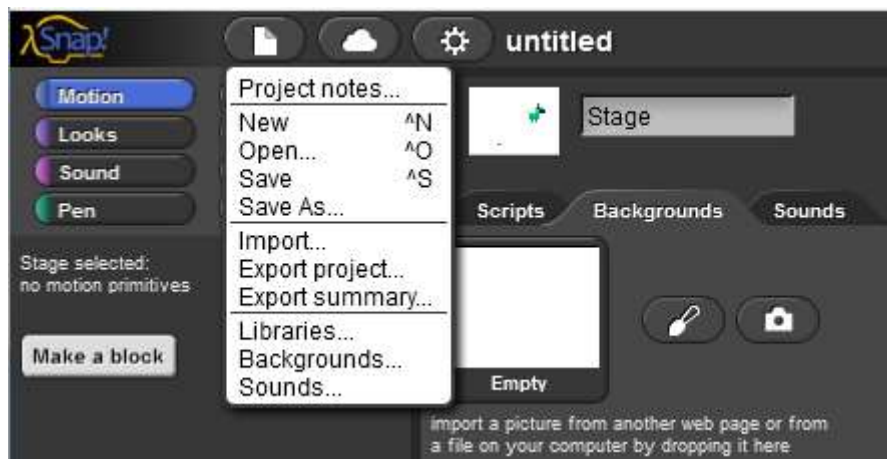 λSnap!
untitled
Motion
Looks
Sound
Pen
Stage selected:
no motion primitives
Make a block
Project notes...
New ^N
Open... ^O
Save ^S
Save As...
Import...
Export project...
Export summary...
Libraries...
Backgrounds...
Sounds...
Stage
Scripts Backgrounds Sounds
Empty
import a picture from another web page or from
a file on your computer by dropping it here